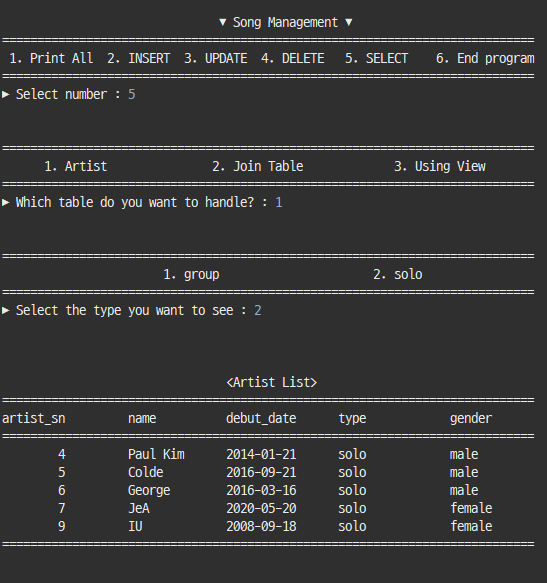 ▼ Song Management ▼
======================================================================
1. Print All 2. INSERT 3. UPDATE 4. DELETE 5. SELECT 6. End program
======================================================================
▶ Select number : 5
======================================================================
1. Artist 2. Join Table 3. Using View
======================================================================
▶ Which table do you want to handle? : 1
======================================================================
1. group 2. solo
======================================================================
▶ Select the type you want to see : 2
<Artist List>
======================================================================
artist_sn name debut_date type gender
======================================================================
4 Paul Kim 2014-01-21 solo male
5 Colde 2016-09-21 solo male
6 George 2016-03-16 solo male
7 JeA 2020-05-20 solo female
9 IU 2008-09-18 solo female
======================================================================